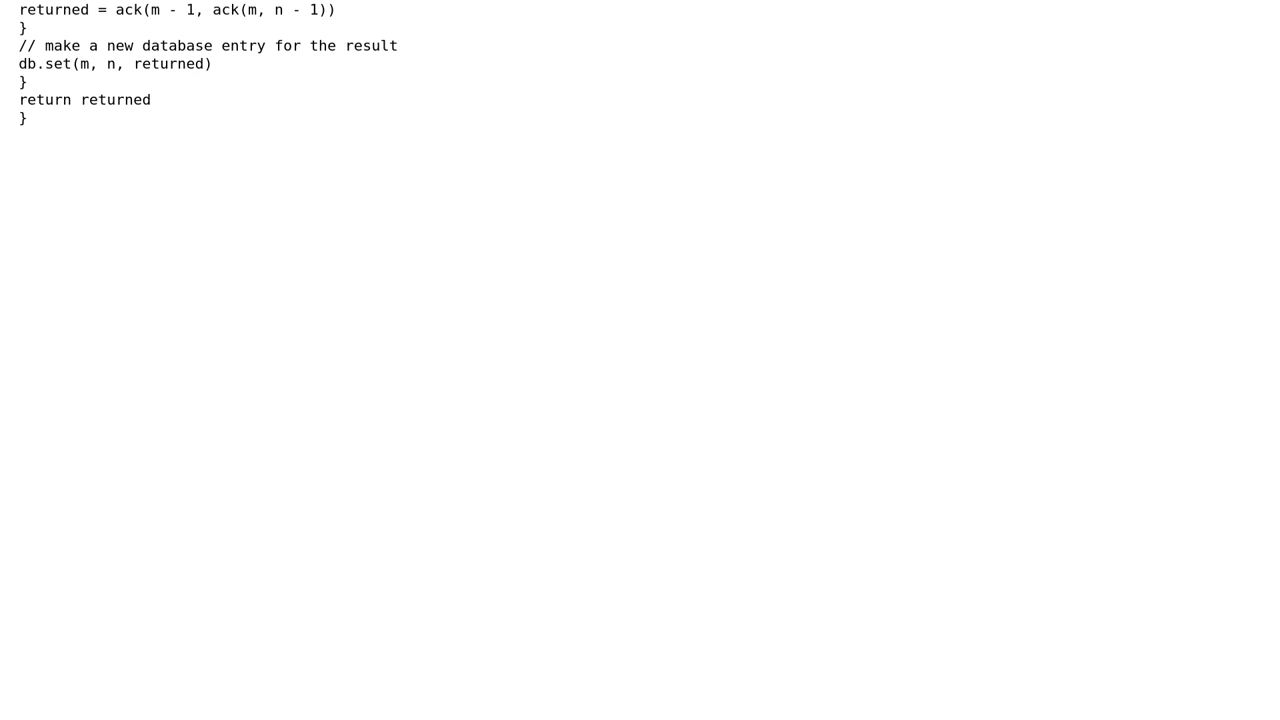 returned = ack(m - 1, ack(m, n - 1))
}
// make a new database entry for the result
db.set(m, n, returned)
}
return returned
}